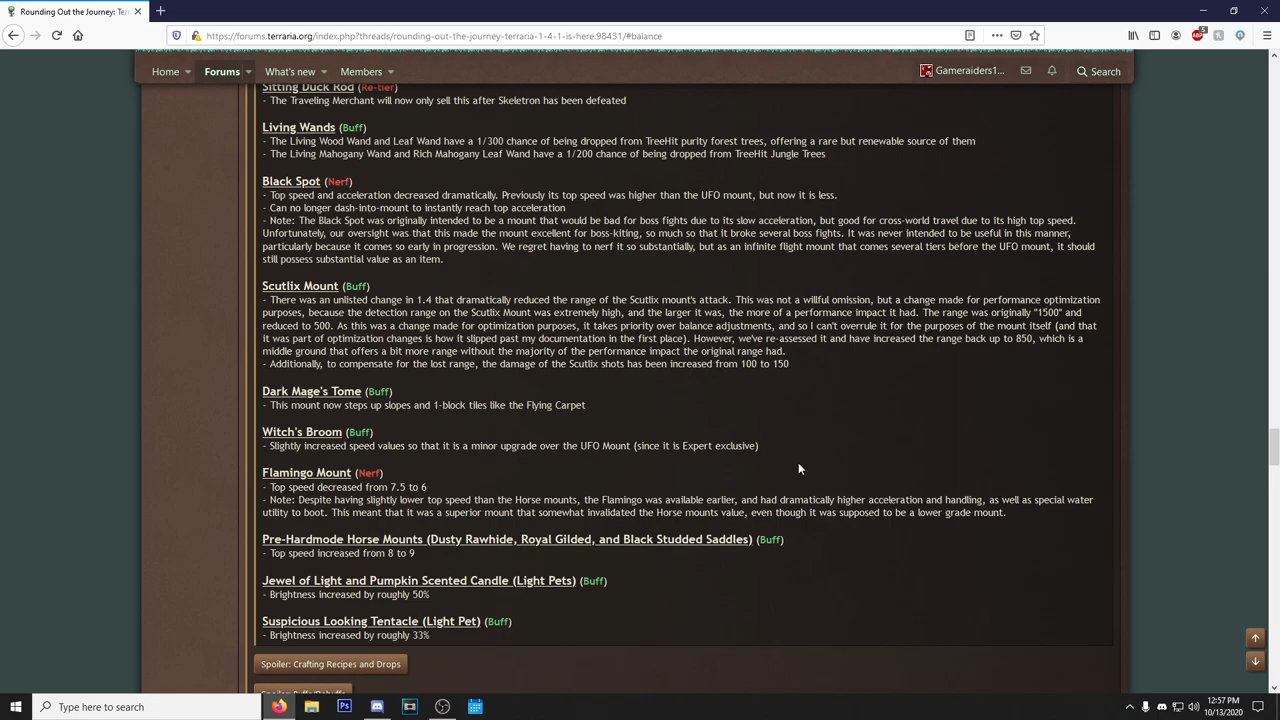 Rounding Out the Journey: Terr
https://forums.terraria.org/index.php?threads/rounding-out-the-journey-terraria-1-4-1-is-here.98431/#balance
Home Forums What's new Members Gameraiders1... Search
Sitting Duck Rod (Re-tier)
- The Traveling Merchant will now only sell this after Skeletron has been defeated
Living Wands (Buff)
- The Living Wood Wand and Leaf Wand have a 1/300 chance of being dropped from TreeHit purity forest trees, offering a rare but renewable source of them
- The Living Mahogany Wand and Rich Mahogany Leaf Wand have a 1/200 chance of being dropped from TreeHit Jungle Trees
Black Spot (Nerf)
- Top speed and acceleration decreased dramatically. Previously its top speed was higher than the UFO mount, but now it is less.
- Can no longer dash-into-mount to instantly reach top acceleration
- Note: The Black Spot was originally intended to be a mount that would be bad for boss fights due to its slow acceleration, but good for cross-world travel due to its high top speed.
Unfortunately, our oversight was that this made the mount excellent for boss-kiting, so much so that it broke several boss fights. It was never intended to be useful in this manner,
particularly because it comes so early in progression. We regret having to nerf it so substantially, but as an infinite flight mount that comes several tiers before the UFO mount, it should
still possess substantial value as an item.
Scutlix Mount (Buff)
- There was an unlisted change in 1.4 that dramatically reduced the range of the Scutlix mount's attack. This was not a willful omission, but a change made for performance optimization
purposes, because the detection range on the Scutlix Mount was extremely high, and the larger it was, the more of a performance impact it had. The range was originally "1500" and
reduced to 500. As this was a change made for optimization purposes, it takes priority over balance adjustments, and so I can't overrule it for the purposes of the mount itself (and that
it was part of optimization changes is how it slipped past my documentation in the first place). However, we've re-assessed it and have increased the range back up to 850, which is a
middle ground that offers a bit more range without the majority of the performance impact the original range had.
- Additionally, to compensate for the lost range, the damage of the Scutlix shots has been increased from 100 to 150
Dark Mage's Tome (Buff)
- This mount now steps up slopes and 1-block tiles like the Flying Carpet
Witch's Broom (Buff)
- Slightly increased speed values so that it is a minor upgrade over the UFO Mount (since it is Expert exclusive)
Flamingo Mount (Nerf)
- Top speed decreased from 7.5 to 6
- Note: Despite having slightly lower top speed than the Horse mounts, the Flamingo was available earlier, and had dramatically higher acceleration and handling, as well as special water
utility to boot. This meant that it was a superior mount that somewhat invalidated the Horse mounts value, even though it was supposed to be a lower grade mount.
Pre-Hardmode Horse Mounts (Dusty Rawhide, Royal Gilded, and Black Studded Saddles) (Buff)
- Top speed increased from 8 to 9
Jewel of Light and Pumpkin Scented Candle (Light Pets) (Buff)
- Brightness increased by roughly 50%
Suspicious Looking Tentacle (Light Pet) (Buff)
- Brightness increased by roughly 33%
Spoiler: Crafting Recipes and Drops
Spoiler: Buffs/Debuffs
Type here to search
12:57 PM
10/13/2020